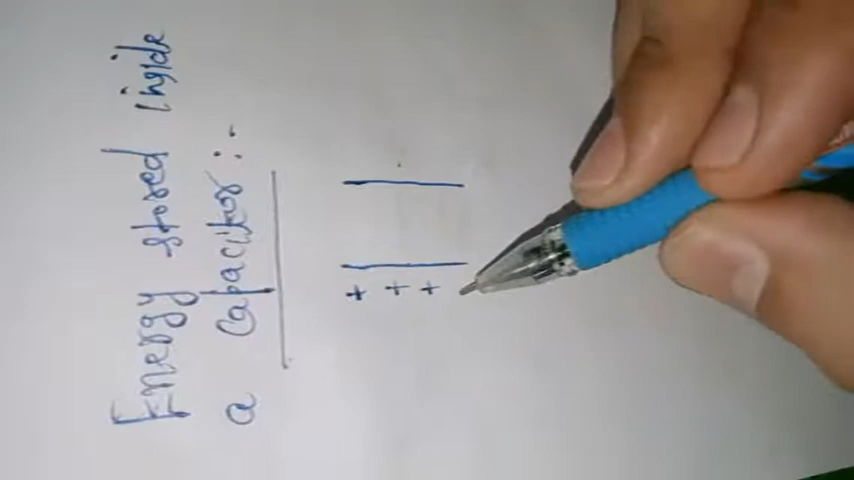 Energy stored inside
a capacitor :-
+ + +